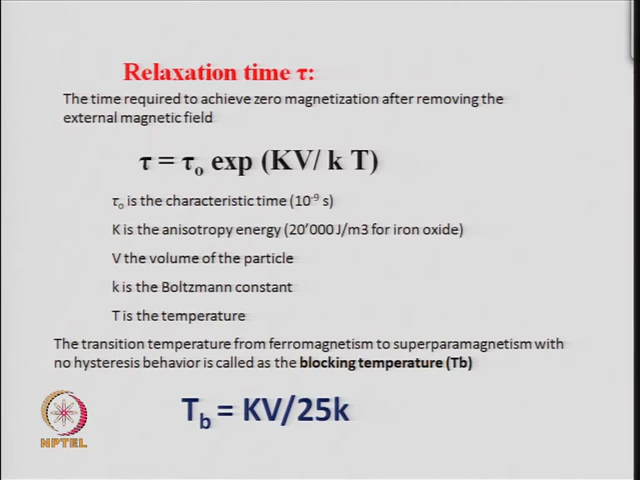 Relaxation time τ:
The time required to achieve zero magnetization after removing the
external magnetic field
τ = τo exp (KV/ k T)
τo is the characteristic time (10-9 s)
K is the anisotropy energy (20’000 J/m3 for iron oxide)
V the volume of the particle
k is the Boltzmann constant
T is the temperature
The transition temperature from ferromagnetism to superparamagnetism with
no hysteresis behavior is called as the blocking temperature (Tb)
Tb = KV/25k
NPTEL